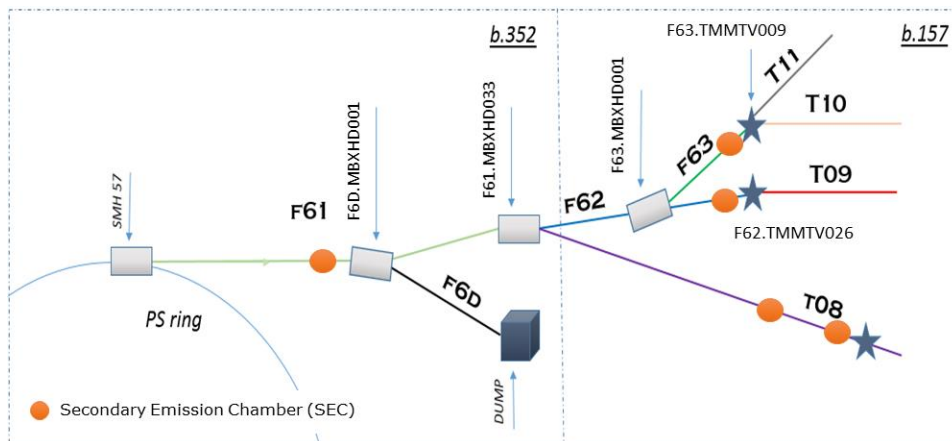 b.352
b.157
F63.TMMTV009
T11
T10
F63
T09
F62.TMMTV026
F63.MBXHD001
F62
F61.MBXHD033
F6D.MBXHD001
F61
SMH 57
PS ring
F6D
T08
DUMP
Secondary Emission Chamber (SEC)